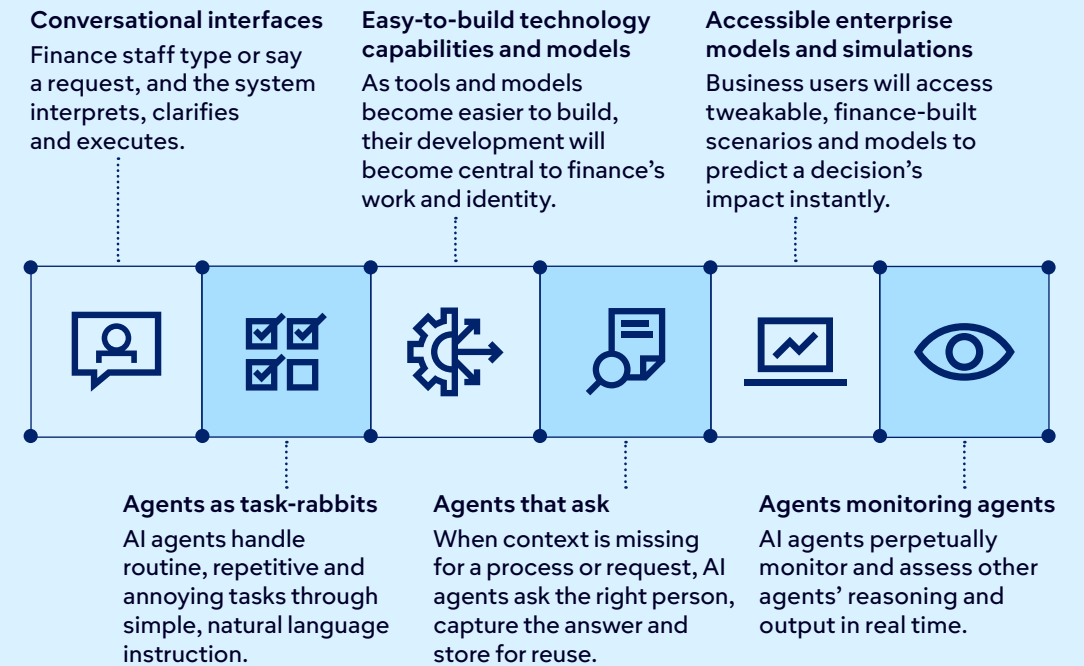 Conversational interfaces
Finance staff type or say
a request, and the system
interprets, clarifies
and executes.
Easy-to-build technology
capabilities and models
As tools and models
become easier to build,
their development will
become central to finance’s
work and identity.
Accessible enterprise
models and simulations
Business users will access
tweakable, finance-built
scenarios and models to
predict a decision’s
impact instantly.
Agents as task-rabbits
AI agents handle
routine, repetitive and
annoying tasks through
simple, natural language
instruction.
Agents that ask
When context is missing
for a process or request, AI
agents ask the right person,
capture the answer and
store for reuse.
Agents monitoring agents
AI agents perpetually
monitor and assess other
agents’ reasoning and
output in real time.